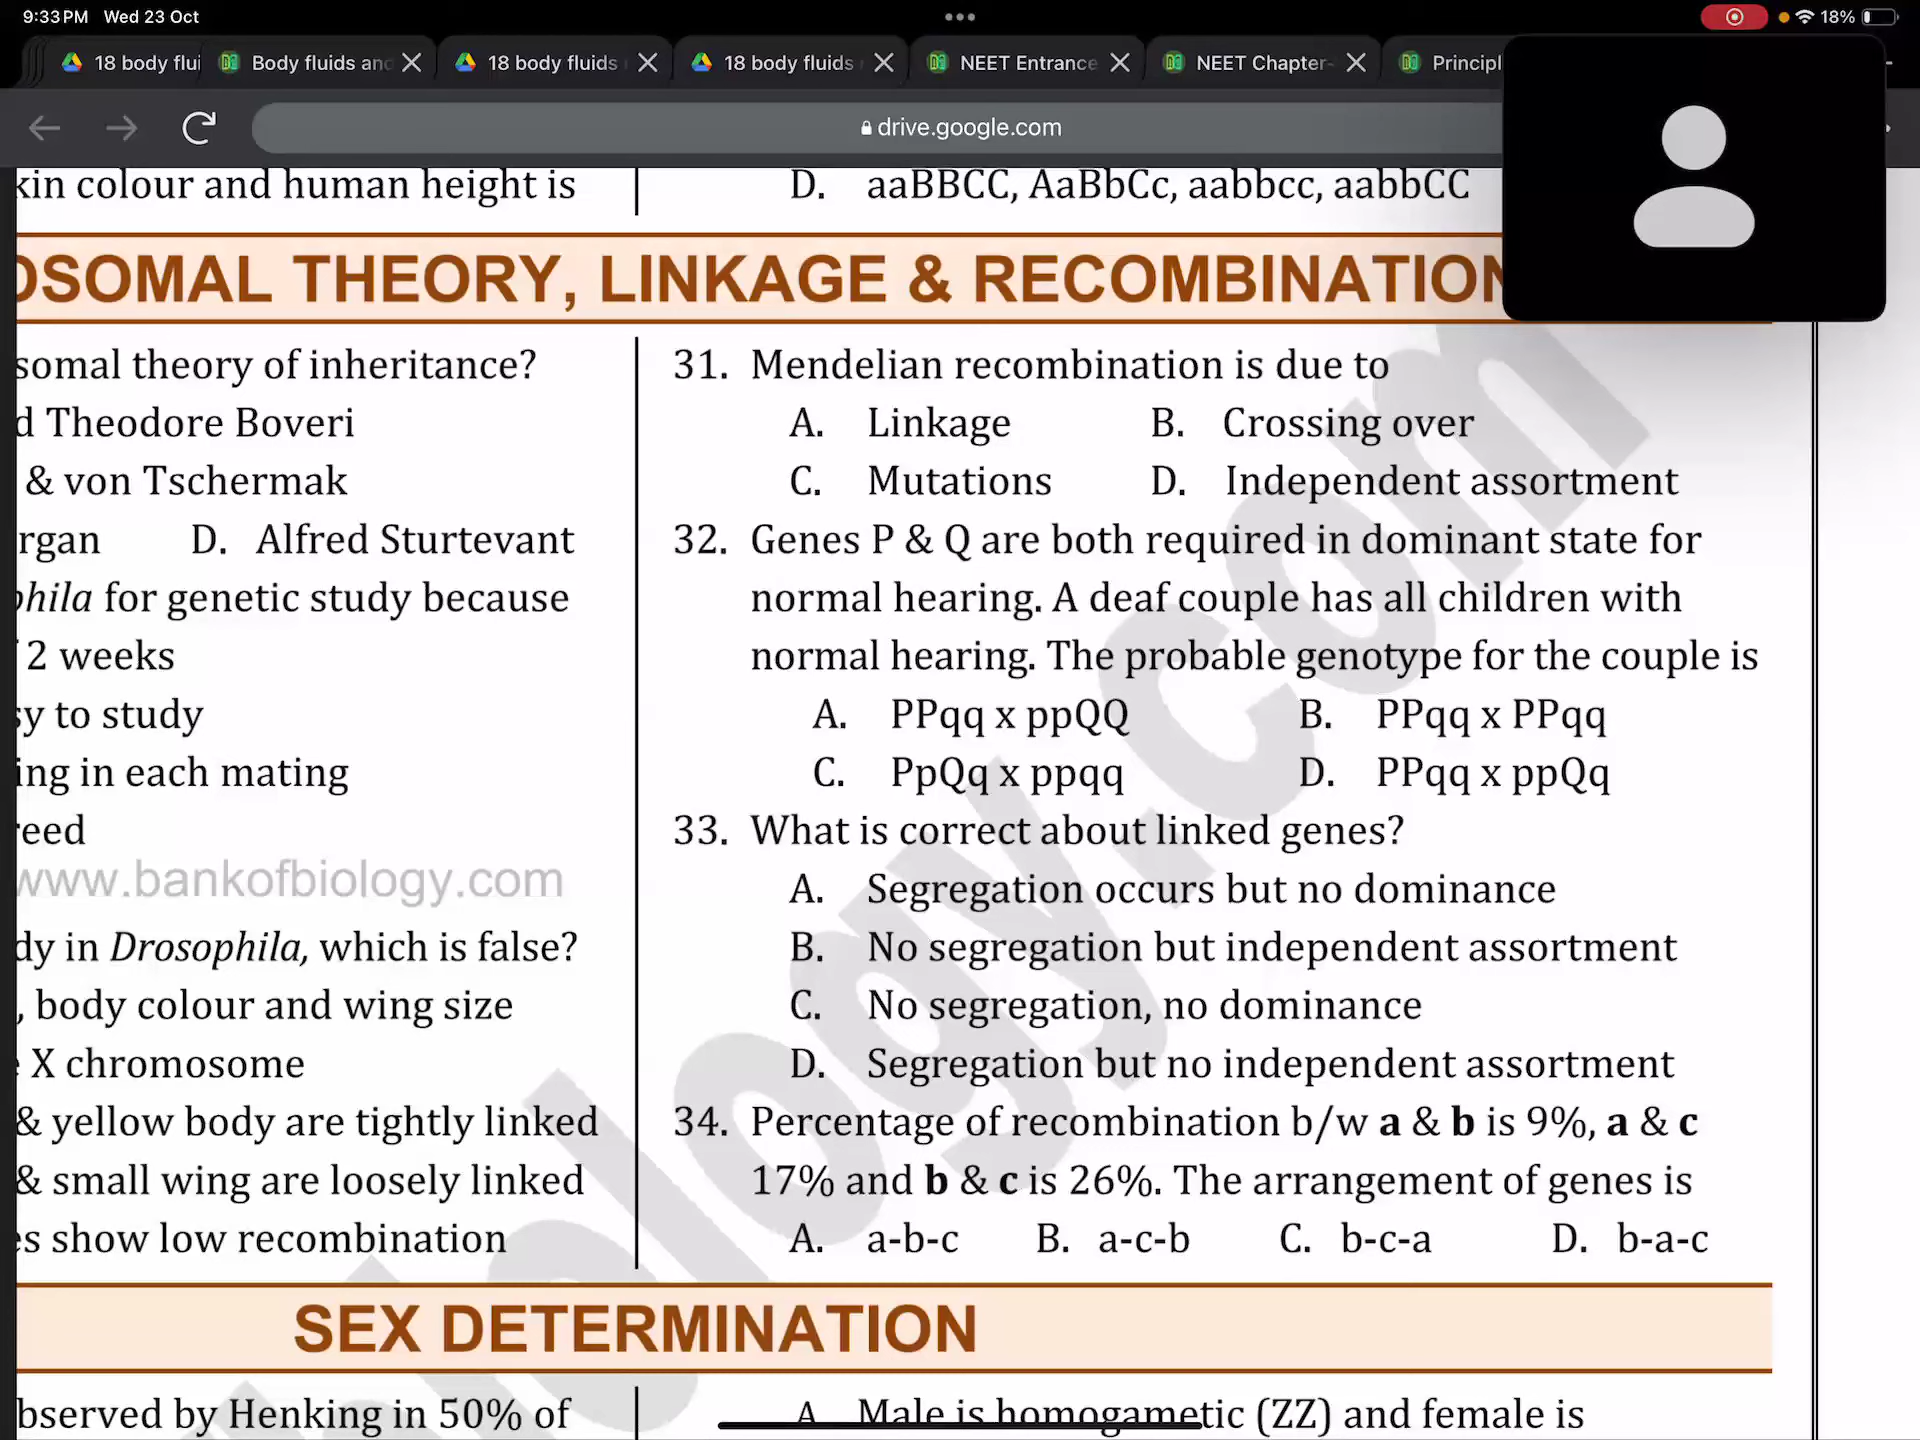 9:33 PM Wed 23 Oct
18%
18 body flui
Body fluids and
18 body fluids
18 body fluids
NEET Entrance
NEET Chapter-
Principl
drive.google.com
kin colour and human height is
D. aaBBCC, AaBbCc, aabbcc, aabbCC
OSOMAL THEORY, LINKAGE & RECOMBINATION
somal theory of inheritance?
d Theodore Boveri
& von Tschermak
rgan D. Alfred Sturtevant
phila for genetic study because
2 weeks
sy to study
ing in each mating
reed
www.bankofbiology.com
dy in Drosophila, which is false?
, body colour and wing size
e X chromosome
& yellow body are tightly linked
& small wing are loosely linked
es show low recombination
31. Mendelian recombination is due to
A. Linkage B. Crossing over
C. Mutations D. Independent assortment
32. Genes P & Q are both required in dominant state for
normal hearing. A deaf couple has all children with
normal hearing. The probable genotype for the couple is
A. PPqq x ppQQ B. PPqq x PPqq
C. PpQq x ppqq D. PPqq x ppQq
33. What is correct about linked genes?
A. Segregation occurs but no dominance
B. No segregation but independent assortment
C. No segregation, no dominance
D. Segregation but no independent assortment
34. Percentage of recombination b/w a & b is 9%, a & c
17% and b & c is 26%. The arrangement of genes is
A. a-b-c B. a-c-b C. b-c-a D. b-a-c
SEX DETERMINATION
bserved by Henking in 50% of
A Male is homogametic (ZZ) and female is
biology.com